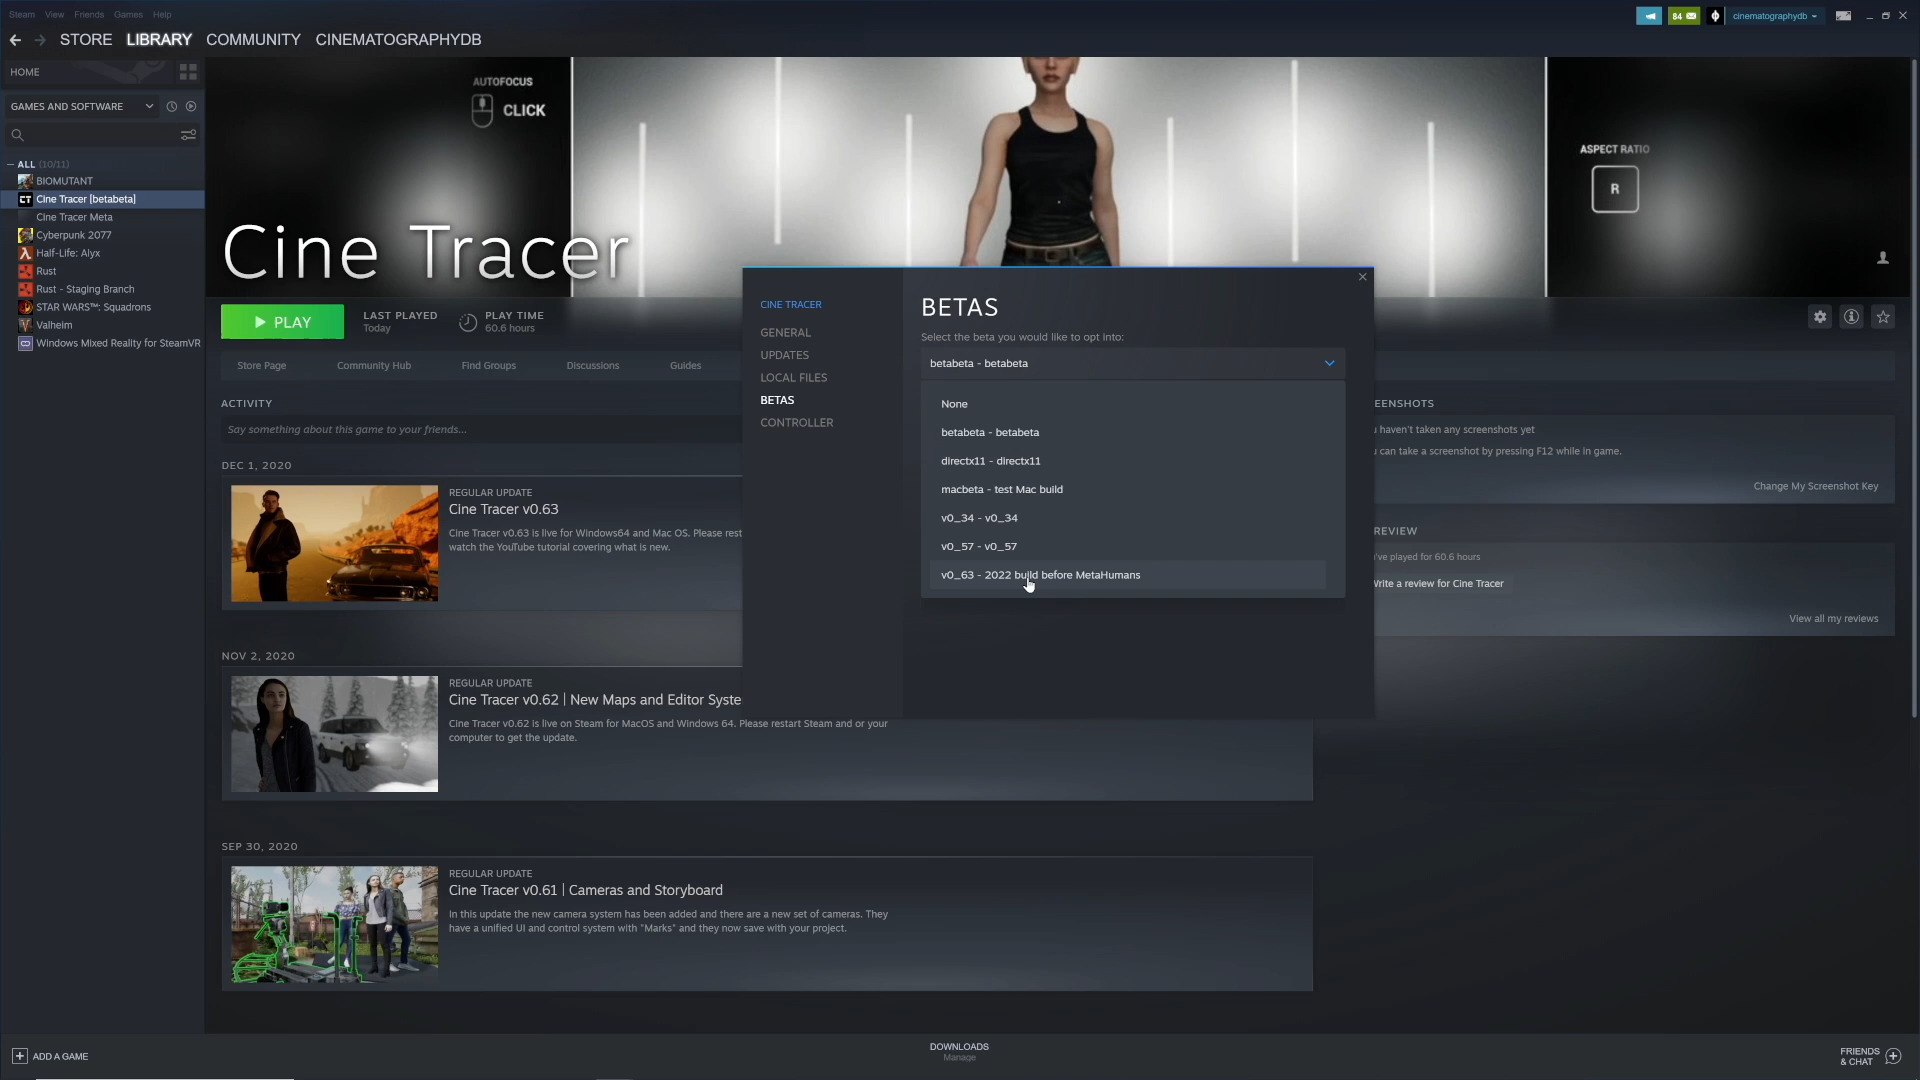 Steam View Friends Games Help
84
cinematographydb
STORE LIBRARY COMMUNITY CINEMATOGRAPHYDB
HOME
GAMES AND SOFTWARE
ALL (10/11)
BIOMUTANT
CT Cine Tracer [betabeta]
Cine Tracer Meta
Cyberpunk 2077
Half-Life: Alyx
Rust
Rust - Staging Branch
STAR WARS™: Squadrons
Valheim
Windows Mixed Reality for SteamVR
AUTOFOCUS
CLICK
ASPECT RATIO
R
Cine Tracer
PLAY
LAST PLAYED
Today
PLAY TIME
60.6 hours
Store Page Community Hub Find Groups Discussions Guides
ACTIVITY
Say something about this game to your friends...
DEC 1, 2020
REGULAR UPDATE
Cine Tracer v0.63
Cine Tracer v0.63 is live for Windows64 and Mac OS. Please rest
watch the YouTube tutorial covering what is new.
NOV 2, 2020
REGULAR UPDATE
Cine Tracer v0.62 | New Maps and Editor Syste
Cine Tracer v0.62 is live on Steam for MacOS and Windows 64. Please restart Steam and or your
computer to get the update.
SEP 30, 2020
REGULAR UPDATE
Cine Tracer v0.61 | Cameras and Storyboard
In this update the new camera system has been added and there are a new set of cameras. They
have a unified UI and control system with "Marks" and they now save with your project.
CINE TRACER
GENERAL
UPDATES
LOCAL FILES
BETAS
CONTROLLER
BETAS
Select the beta you would like to opt into:
betabeta - betabeta
None
betabeta - betabeta
directx11 - directx11
macbeta - test Mac build
v0_34 - v0_34
v0_57 - v0_57
v0_63 - 2022 build before MetaHumans
EENSHOTS
u haven't taken any screenshots yet
u can take a screenshot by pressing F12 while in game.
Change My Screenshot Key
REVIEW
've played for 60.6 hours
Write a review for Cine Tracer
View all my reviews
ADD A GAME
DOWNLOADS
Manage
FRIENDS
& CHAT